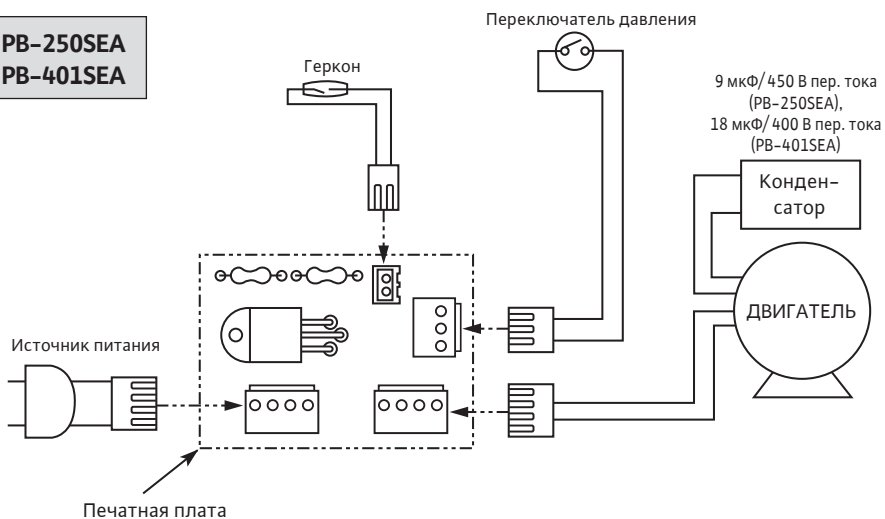 PB-250SEA
PB-401SEA
Переключатель давления
Геркон
9 мкФ/450 В пер. тока
(PB-250SEA),
18 мкФ/400 В пер. тока
(PB-401SEA)
Конден-
сатор
ДВИГАТЕЛЬ
Источник питания
Печатная плата